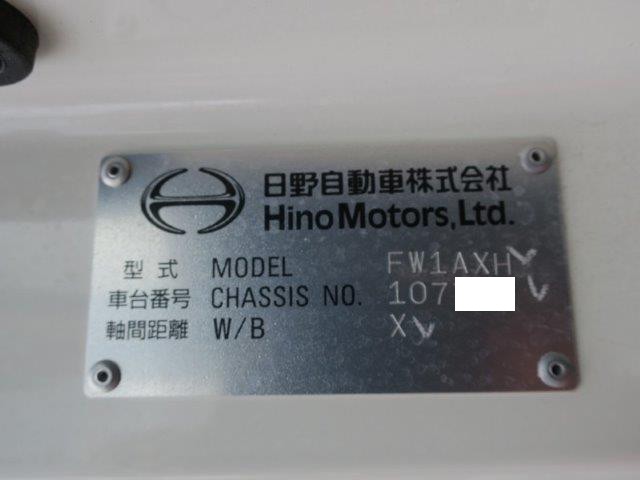 日野自動車株式会社
Hino Motors, Ltd.
型式 MODEL FW1AXH
車台番号 CHASSIS NO. 107
軸間距離 W/B X